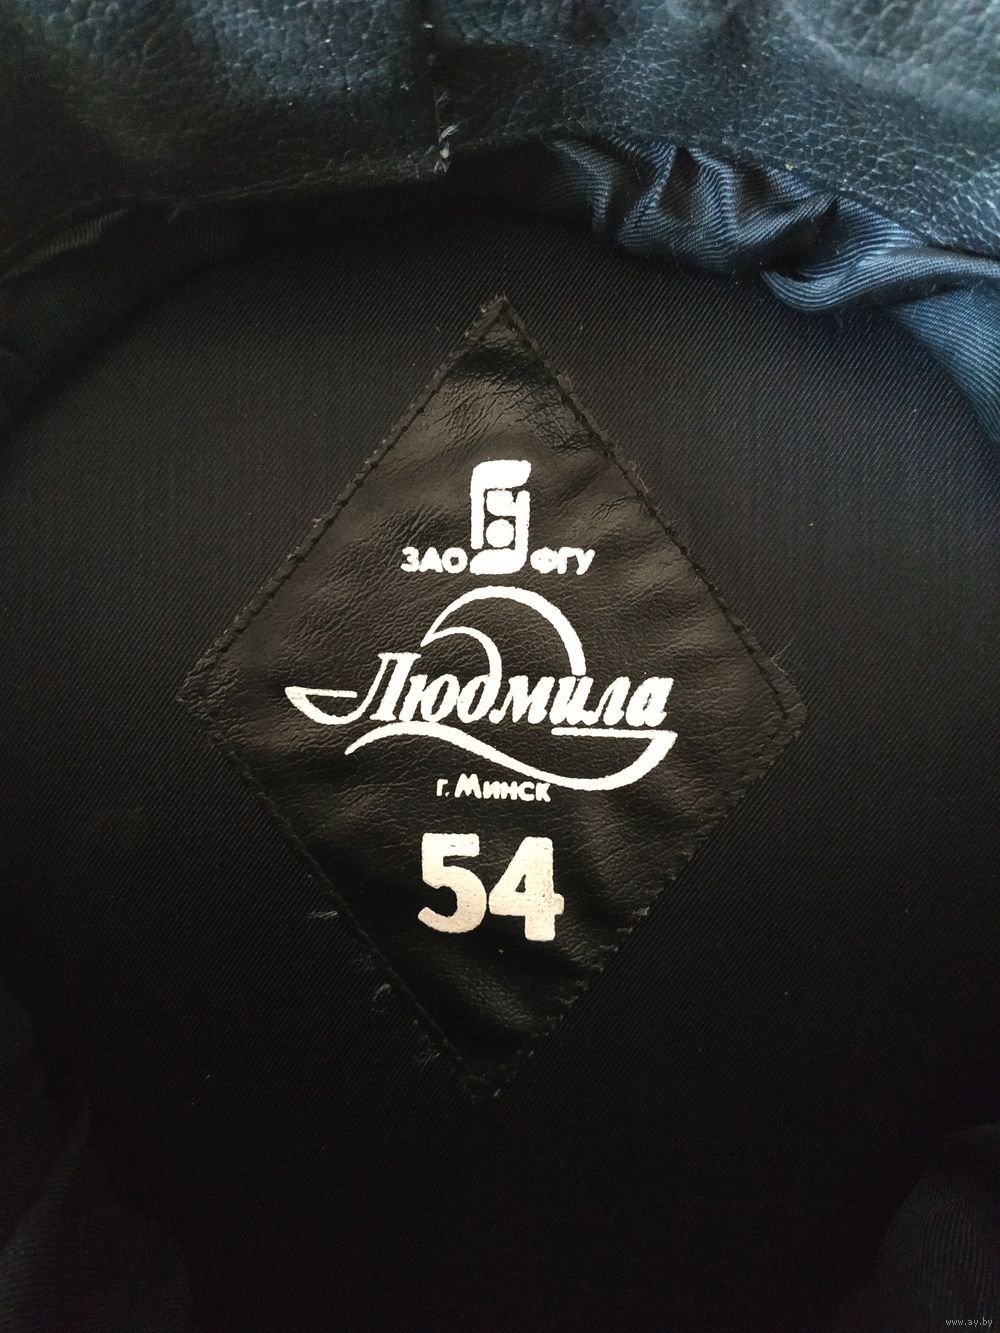 ЗАО ФГУ
Людмила
г. Минск
54
www.ay.by